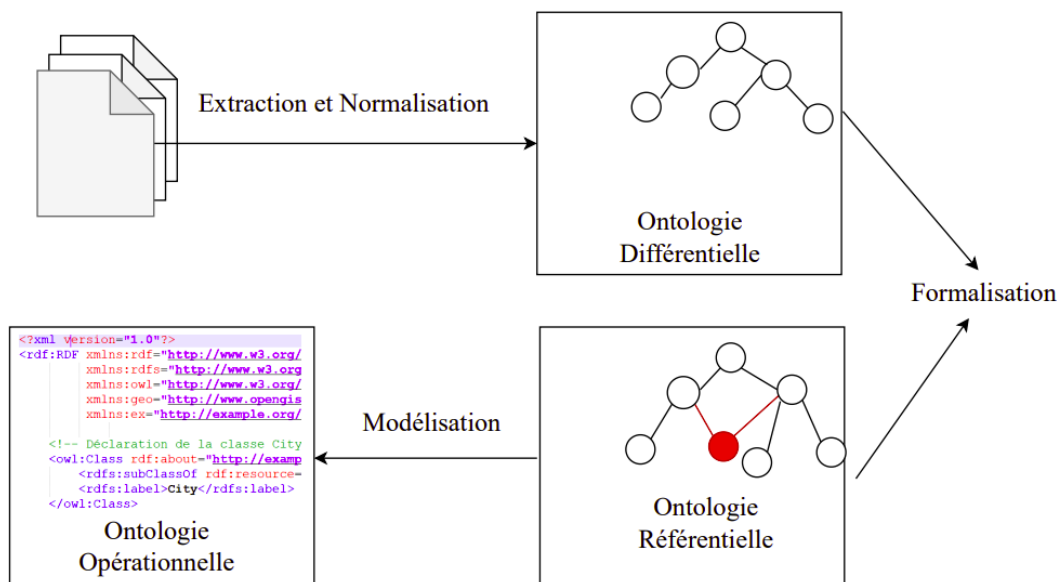 Extraction et Normalisation
Ontologie
Différentielle
Formalisation
<?xml version="1.0"?>
<rdf:RDF xmlns:rdf="http://www.w3.org/
xmlns:rdfs="http://www.w3.org
xmlns:owl="http://www.w3.org/
xmlns:geo="http://www.opengis
xmlns:ex="http://example.org/
<!-- Déclaration de la classe City
<owl:Class rdf:about="http://examp
<rdfs:subClassOf rdf:resource=
<rdfs:label>City</rdfs:label>
</owl:Class>
Ontologie
Opérationnelle
Modélisation
Ontologie
Référentielle